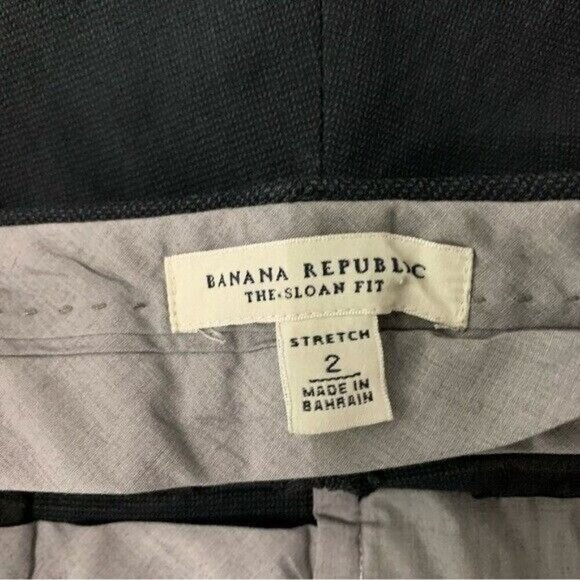 BANANA REPUBLIC
THE·SLOAN FIT
STRETCH
2
MADE IN
BAHRAIN